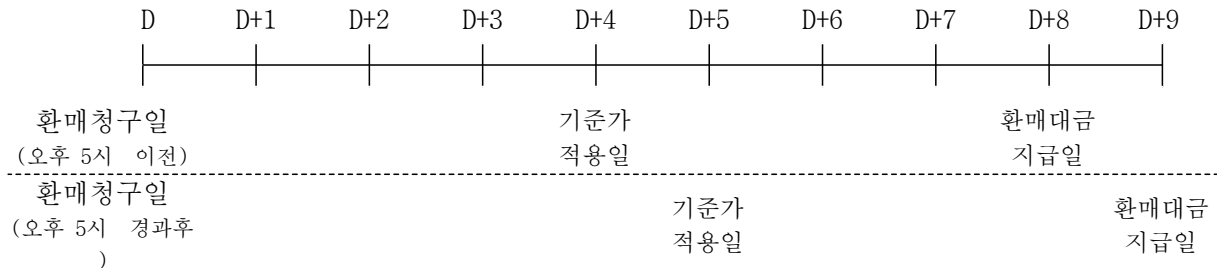 D D+1 D+2 D+3 D+4 D+5 D+6 D+7 D+8 D+9
환매청구일 기준가 환매대금
(오후 5시 이전) 적용일 지급일
환매청구일 기준가 환매대금
(오후 5시 경과후 적용일 지급일
)